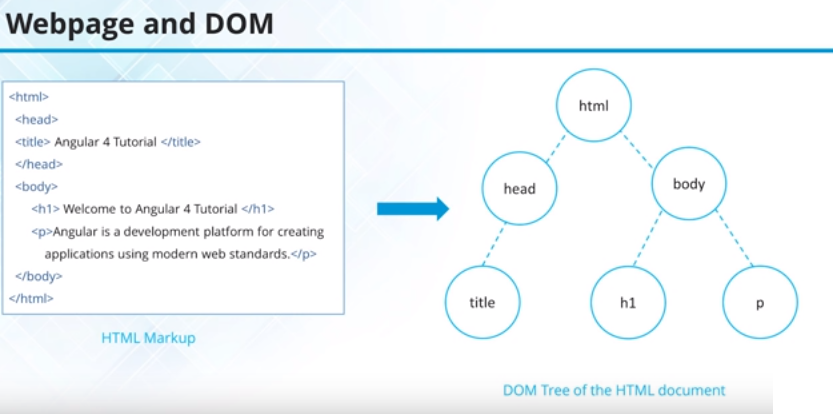 Webpage and DOM
<html>
<head>
<title> Angular 4 Tutorial </title>
</head>
<body>
<h1> Welcome to Angular 4 Tutorial </h1>
<p>Angular is a development platform for creating
applications using modern web standards.</p>
</body>
</html>
HTML Markup
html
head
body
title
h1
p
DOM Tree of the HTML document